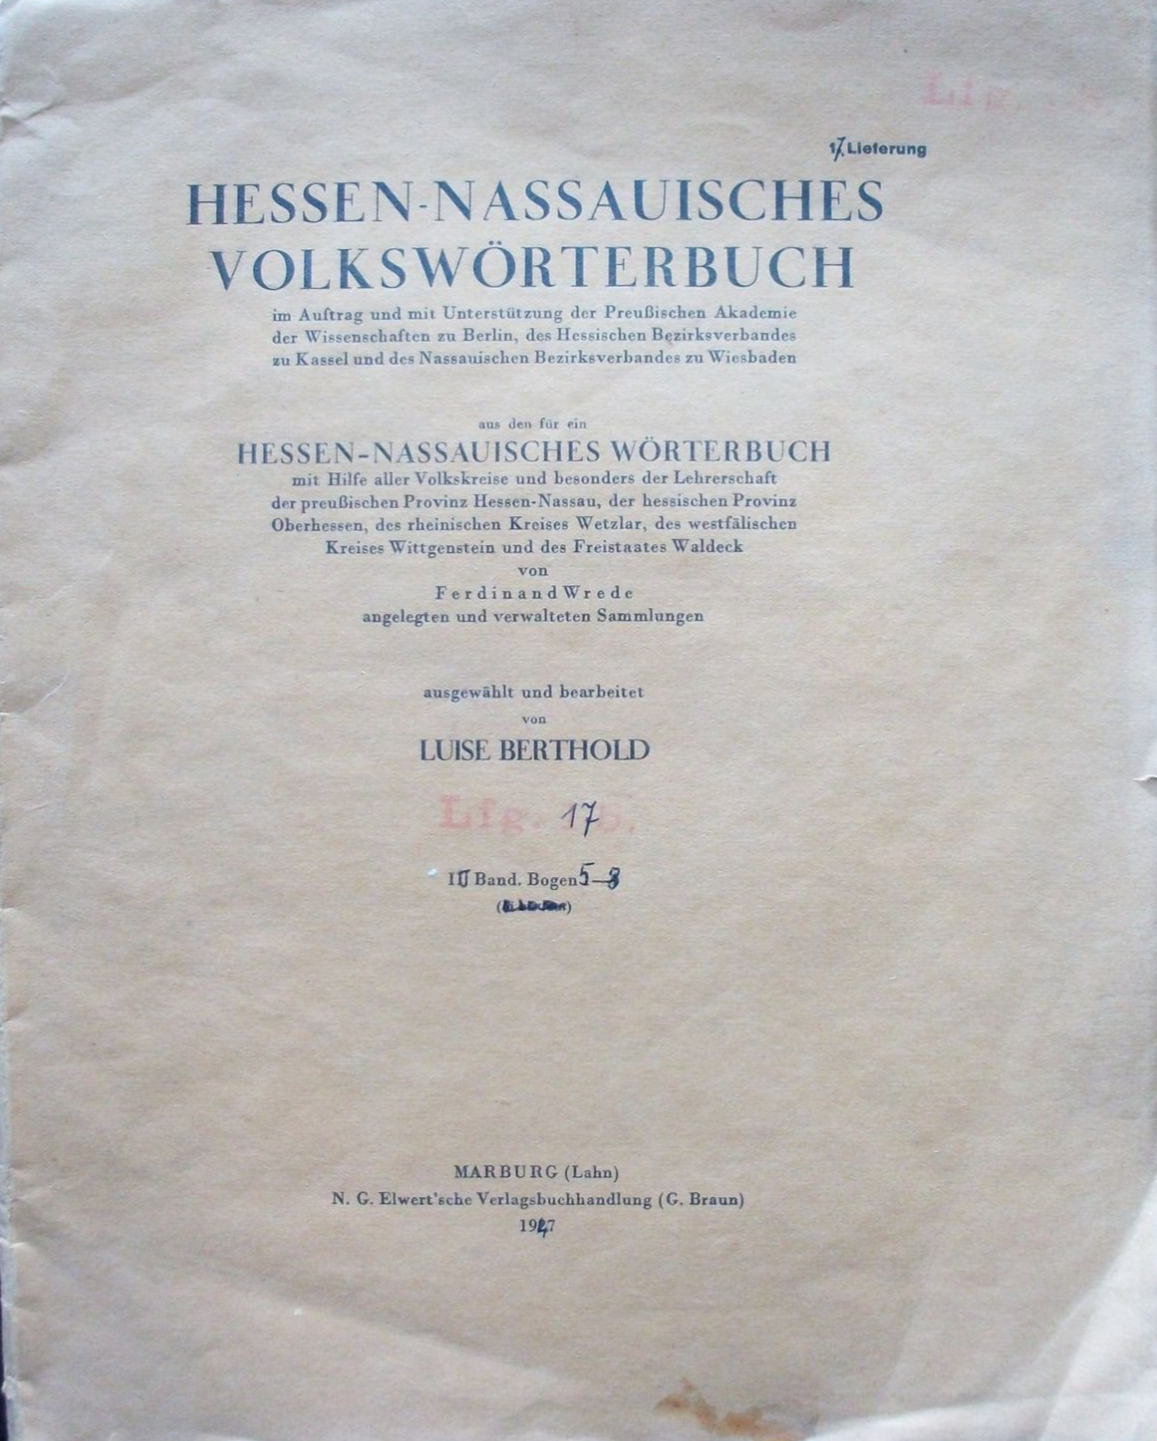 17. Lieferung
HESSEN-NASSAUISCHES
VOLKSWÖRTERBUCH
im Auftrag und mit Unterstützung der Preußischen Akademie
der Wissenschaften zu Berlin, des Hessischen Bezirksverbandes
zu Kassel und des Nassauischen Bezirksverbandes zu Wiesbaden
aus den für ein
HESSEN-NASSAUISCHES WÖRTERBUCH
mit Hilfe aller Volkskreise und besonders der Lehrerschaft
der preußischen Provinz Hessen-Nassau, der hessischen Provinz
Oberhessen, des rheinischen Kreises Wetzlar, des westfälischen
Kreises Wittgenstein und des Freistaates Waldeck
von
Ferdinand Wrede
angelegten und verwalteten Sammlungen
ausgewählt und bearbeitet
von
LUISE BERTHOLD
Lfg. 17
Band. Bogen 5-8
MARBURG (Lahn)
N. G. Elwert'sche Verlagsbuchhandlung (G. Braun)
1947